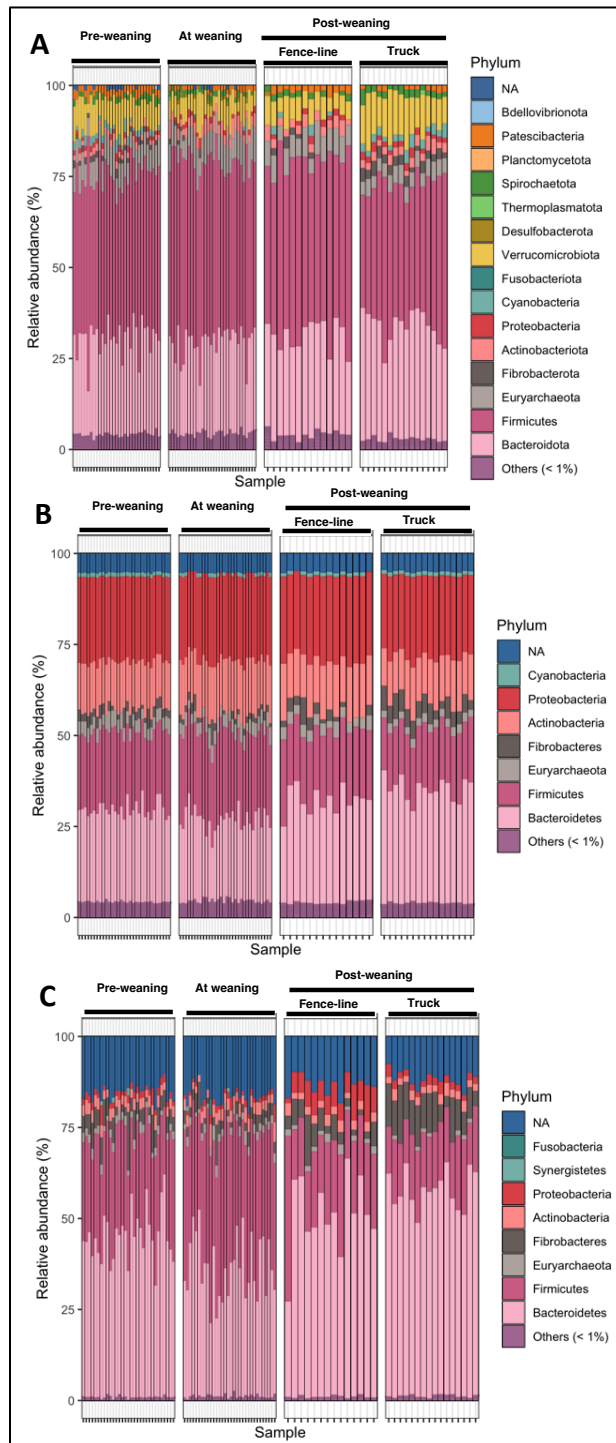 A
Pre-weaning
At weaning
Post-weaning
Fence-line
Truck
Relative abundance (%)
100
75
50
25
0
Sample
Phylum
NA
Bdellovibrionota
Patescibacteria
Planctomycetota
Spirochaetota
Thermoplasmatota
Desulfobacterota
Verrucomicrobiota
Fusobacteriota
Cyanobacteria
Proteobacteria
Actinobacteriota
Fibrobacterota
Euryarchaeota
Firmicutes
Bacteroidota
Others (< 1%)
B
Pre-weaning
At weaning
Post-weaning
Fence-line
Truck
Relative abundance (%)
100
75
50
25
0
Sample
Phylum
NA
Cyanobacteria
Proteobacteria
Actinobacteria
Fibrobacteres
Euryarchaeota
Firmicutes
Bacteroidetes
Others (< 1%)
C
Pre-weaning
At weaning
Post-weaning
Fence-line
Truck
Relative abundance (%)
100
75
50
25
0
Sample
Phylum
NA
Fusobacteria
Synergistetes
Proteobacteria
Actinobacteria
Fibrobacteres
Euryarchaeota
Firmicutes
Bacteroidetes
Others (< 1%)